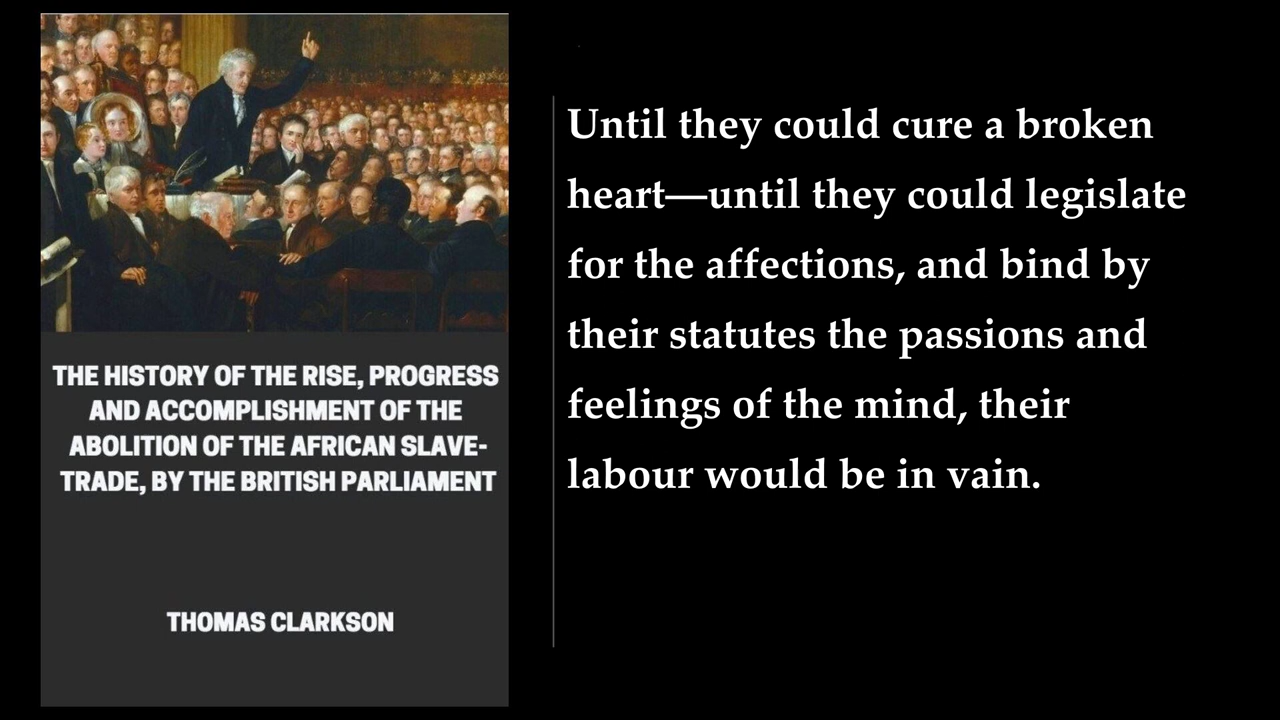 THE HISTORY OF THE RISE, PROGRESS
AND ACCOMPLISHMENT OF THE
ABOLITION OF THE AFRICAN SLAVE-
TRADE, BY THE BRITISH PARLIAMENT
THOMAS CLARKSON
Until they could cure a broken
heart—until they could legislate
for the affections, and bind by
their statutes the passions and
feelings of the mind, their
labour would be in vain.